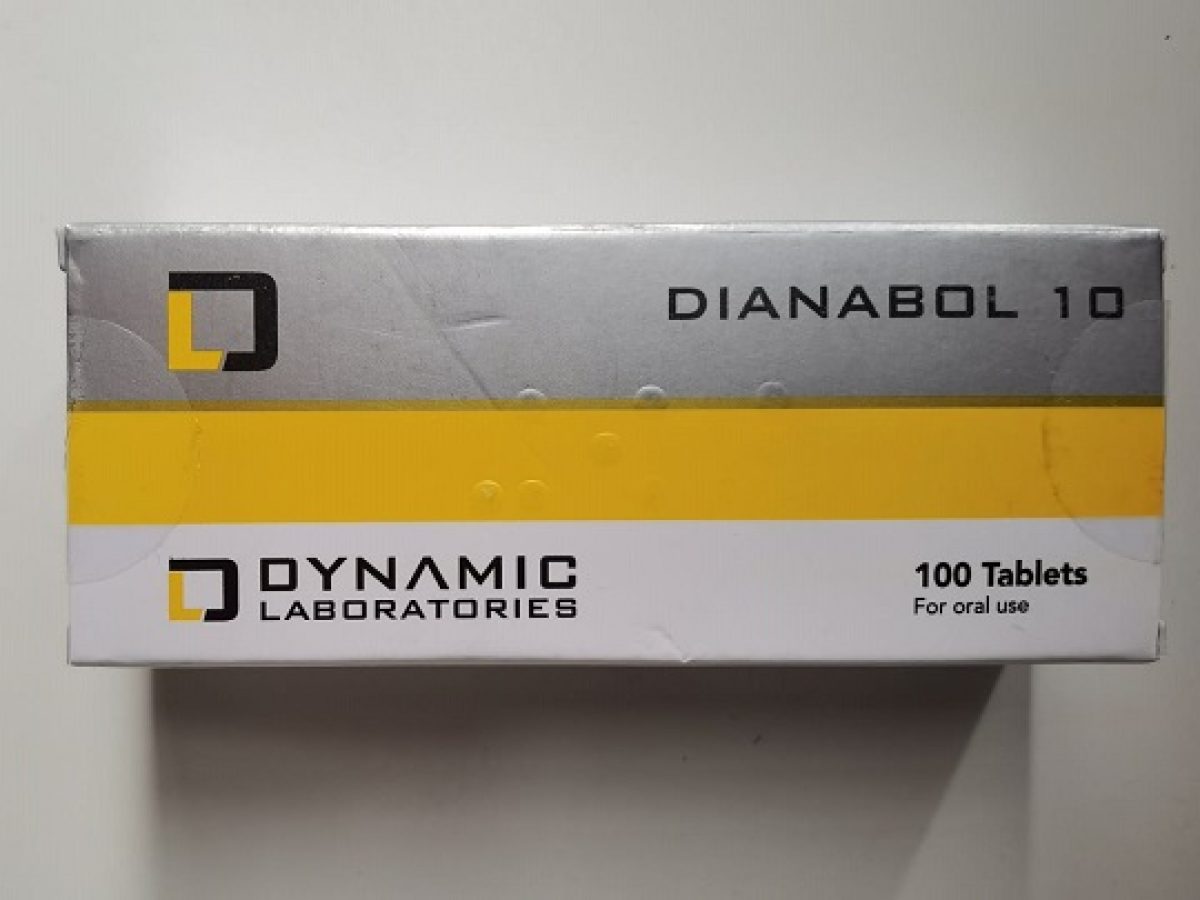 DIANABOL 10
DYNAMIC
LABORATORIES
100 Tablets
For oral use